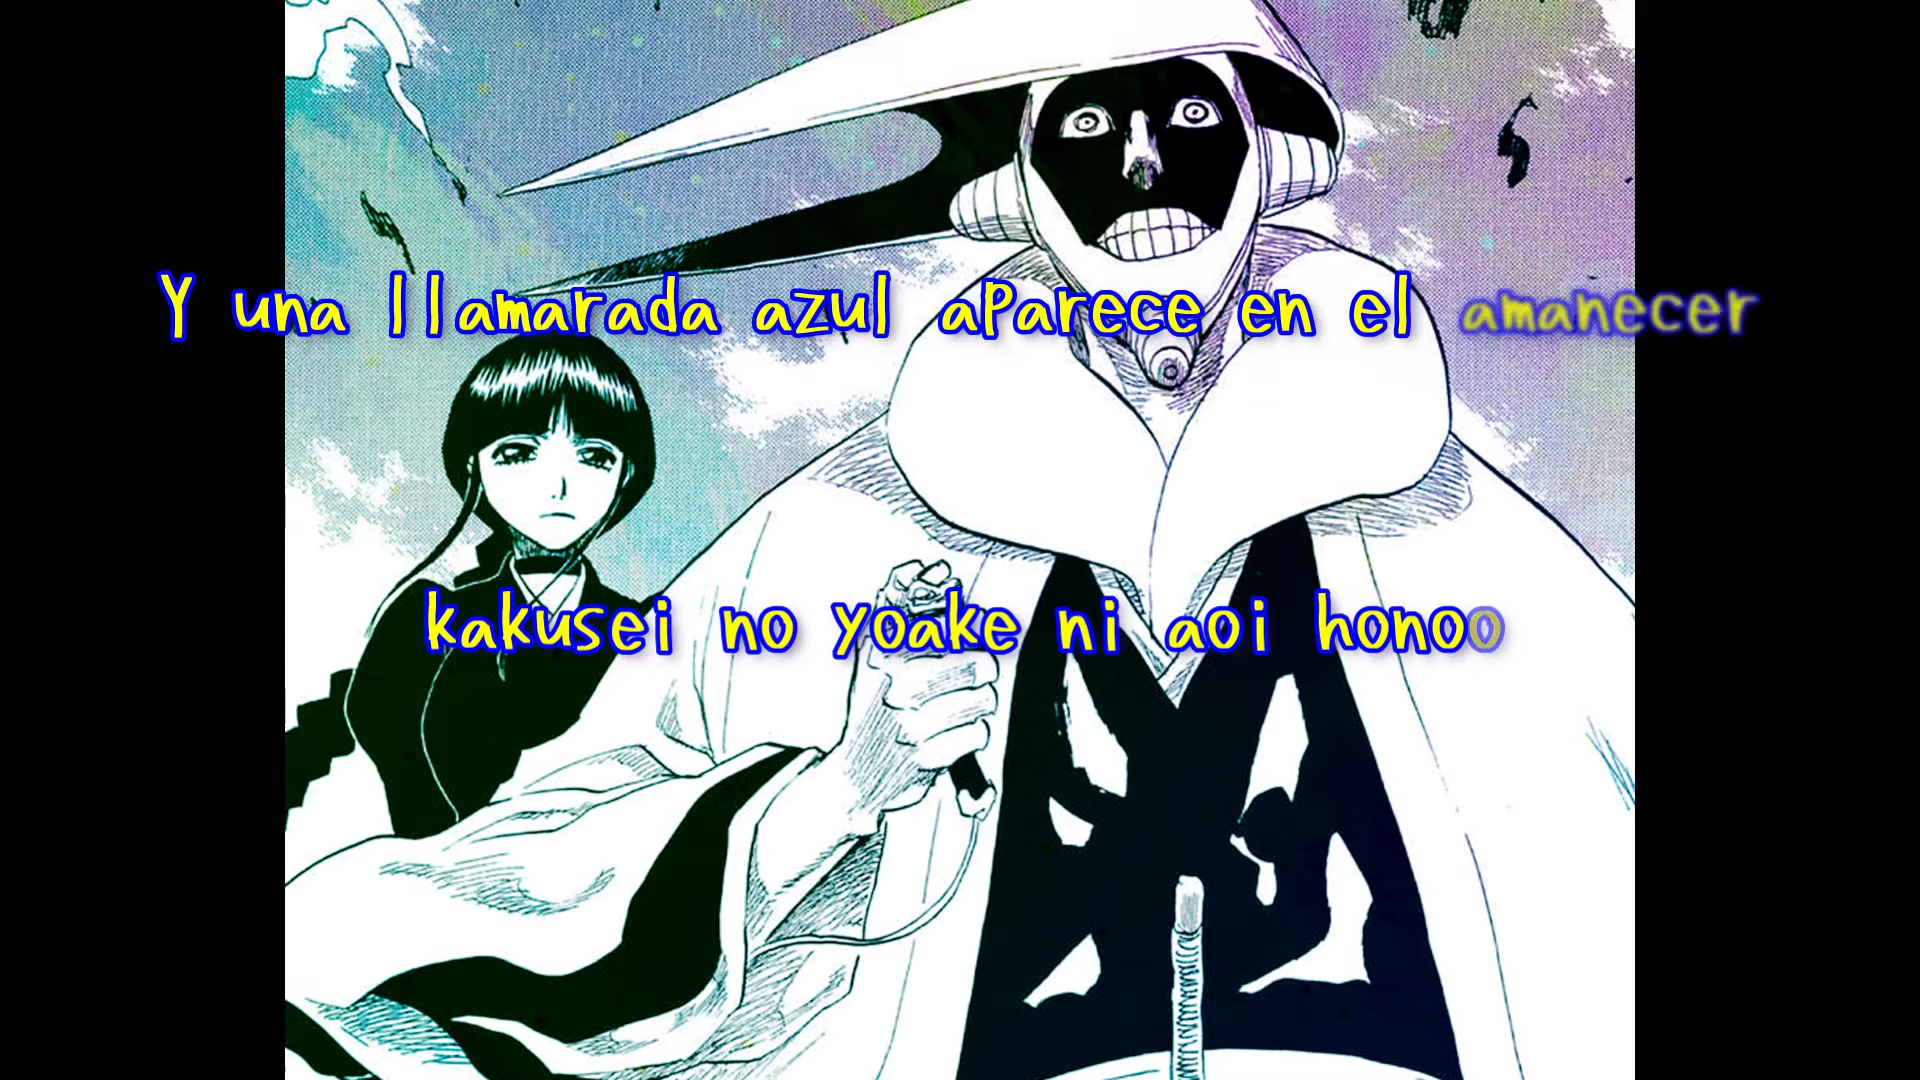 Y una llamarada azul aparece en el amanecer
kakusei no yoake ni aoi honoo